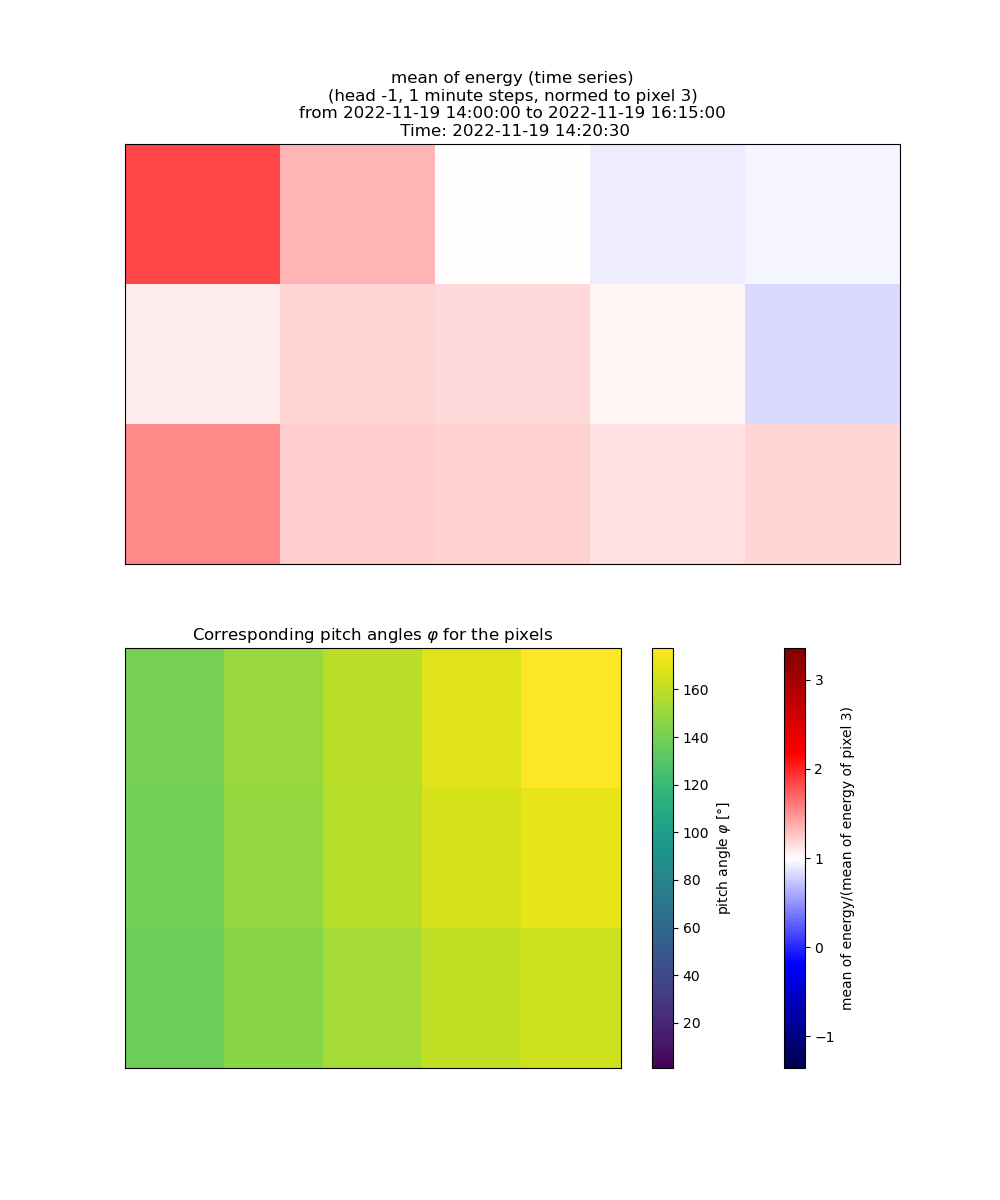 mean of energy (time series)
(head -1, 1 minute steps, normed to pixel 3)
from 2022-11-19 14:00:00 to 2022-11-19 16:15:00
Time: 2022-11-19 14:20:30
Corresponding pitch angles φ for the pixels
160
140
120
100
80
60
40
20
pitch angle φ [°]
3
2
1
0
−1
mean of energy/(mean of energy of pixel 3)